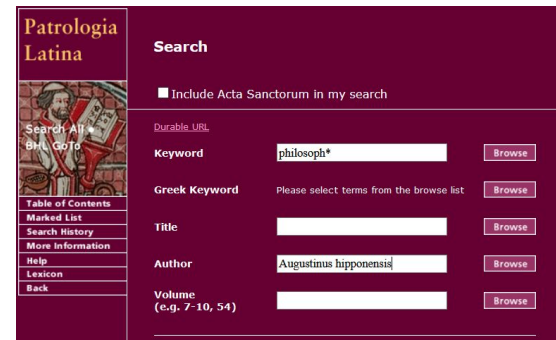 Patrologia
Latina
Search All
BHL GoTo
Table of Contents
Marked List
Search History
More Information
Help
Lexicon
Back
Search
Include Acta Sanctorum in my search
Durable URL
Keyword philosoph* Browse
Greek Keyword Please select terms from the browse list Browse
Title Browse
Author Augustinus hipponensis Browse
Volume
(e.g. 7-10, 54) Browse